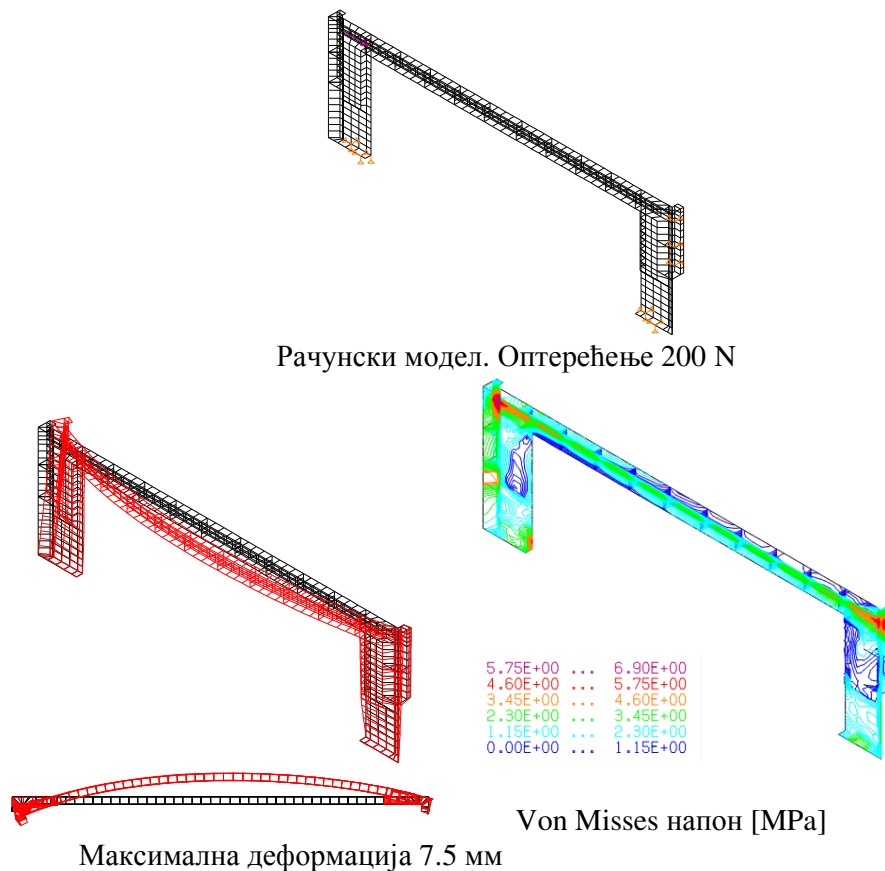 Рачунски модел. Оптерећење 200 N
5.75E+00 ... 6.90E+00
4.60E+00 ... 5.75E+00
3.45E+00 ... 4.60E+00
2.30E+00 ... 3.45E+00
1.15E+00 ... 2.30E+00
0.00E+00 ... 1.15E+00
Von Misses напон [MPa]
Максимална деформација 7.5 мм